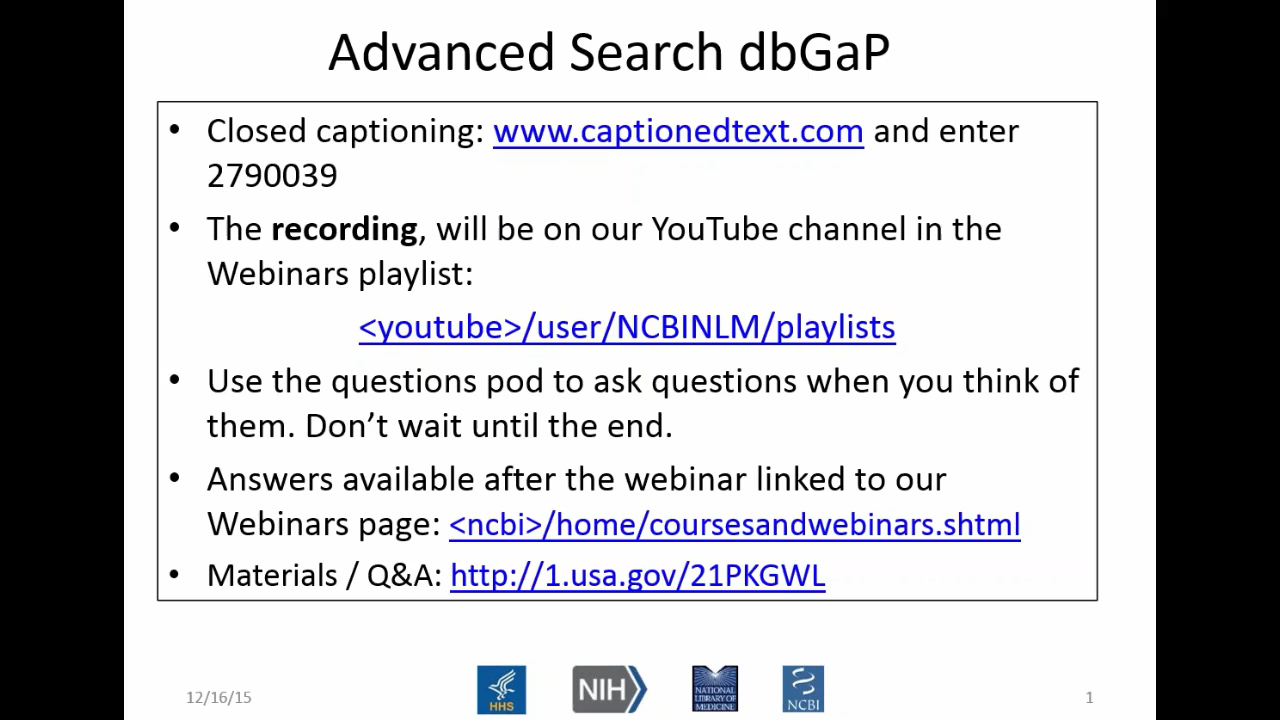 Advanced Search dbGaP
• Closed captioning: www.captionedtext.com and enter
2790039
• The recording, will be on our YouTube channel in the
Webinars playlist:
<youtube>/user/NCBINLM/playlists
• Use the questions pod to ask questions when you think of
them. Don’t wait until the end.
• Answers available after the webinar linked to our
Webinars page: <ncbi>/home/coursesandwebinars.shtml
• Materials / Q&A: http://1.usa.gov/21PKGWL
12/16/15
HHS
NIH
NATIONAL
LIBRARY OF
MEDICINE
NCBI
1